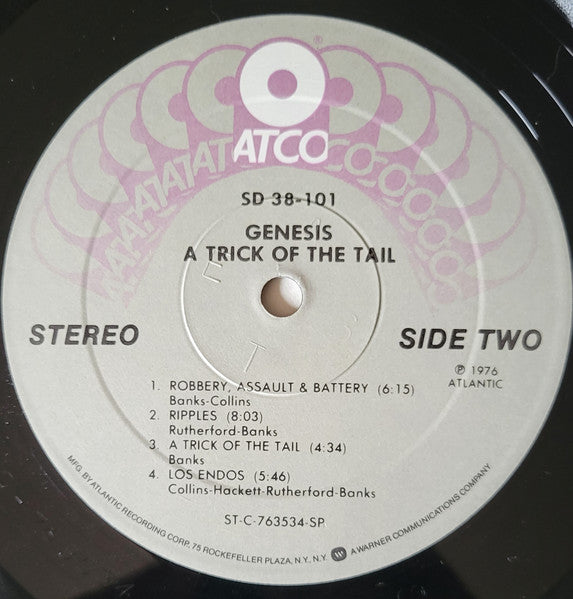 ATCO
®
SD 38-101
GENESIS
A TRICK OF THE TAIL
STEREO
SIDE TWO
℗ 1976
ATLANTIC
1. ROBBERY, ASSAULT & BATTERY (6:15)
Banks-Collins
2. RIPPLES (8:03)
Rutherford-Banks
3. A TRICK OF THE TAIL (4:34)
Banks
4. LOS ENDOS (5:46)
Collins-Hackett-Rutherford-Banks
ST-C-763534-SP
MFG. BY ATLANTIC RECORDING CORP. 75 ROCKEFELLER PLAZA, N.Y., N.Y. A WARNER COMMUNICATIONS COMPANY